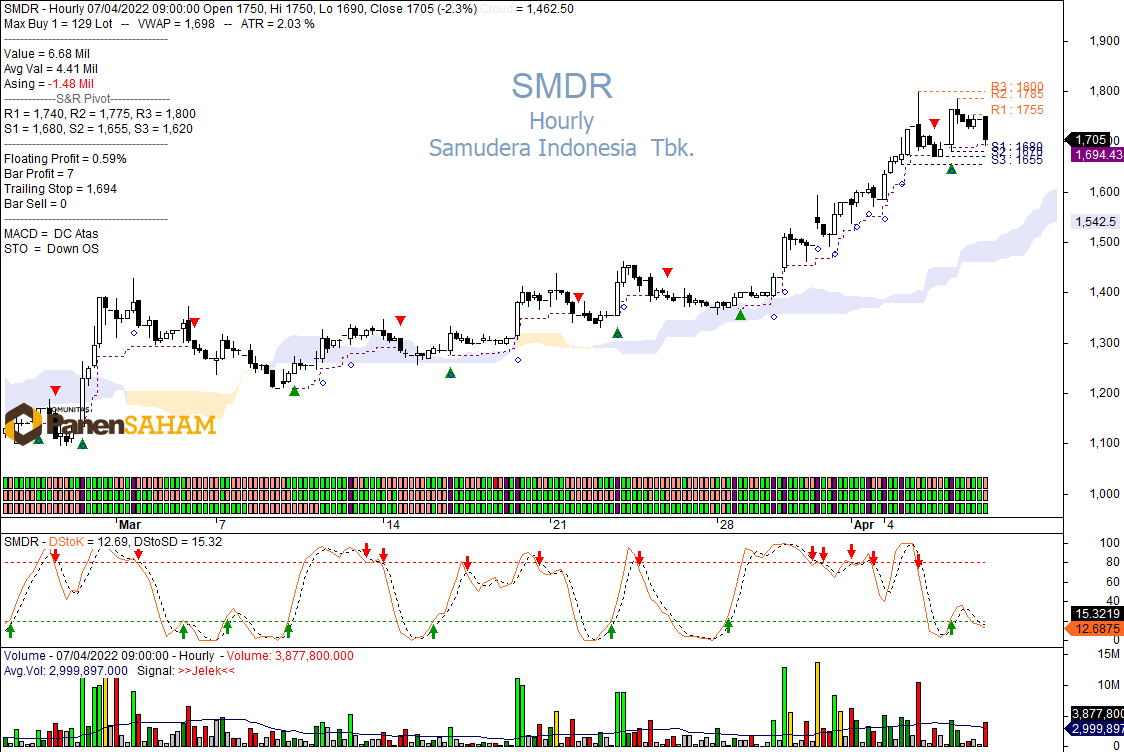 SMDR - Hourly 07/04/2022 09:00:00 Open 1750, Hi 1750, Lo 1690, Close 1705 (-2.3%) Cloud = 1,462.50
Max Buy 1 = 129 Lot -- VWAP = 1,698 -- ATR = 2.03 %
Value = 6.68 Mil
Avg Val = 4.41 Mil
Asing = -1.48 Mil
-------------S&R Pivot---------------
R1 = 1,740, R2 = 1,775, R3 = 1,800
S1 = 1,680, S2 = 1,655, S3 = 1,620
Floating Profit = 0.59%
Bar Profit = 7
Trailing Stop = 1,694
Bar Sell = 0
MACD = DC Atas
STO = Down OS
SMDR
Hourly
Samudera Indonesia Tbk.
R3 : 1800
R2 : 1785
R1 : 1755
S1 : 1680
S2 : 1670
S3 : 1655
1,900
1,800
1,705
1,694.43
1,600
1,542.5
1,500
1,400
1,300
1,200
1,100
1,000
KOMUNITAS
PanenSAHAM
Mar 7 14 21 28 Apr 4
SMDR - DStoK = 12.69, DStoSD = 15.32
100
80
60
40
15.3219
12.6875
0
Volume - 07/04/2022 09:00:00 - Hourly - Volume: 3,877,800.000
Avg.Vol: 2,999,897.000 Signal: >>Jelek<<
15M
10M
3,877,800
2,999,897
0